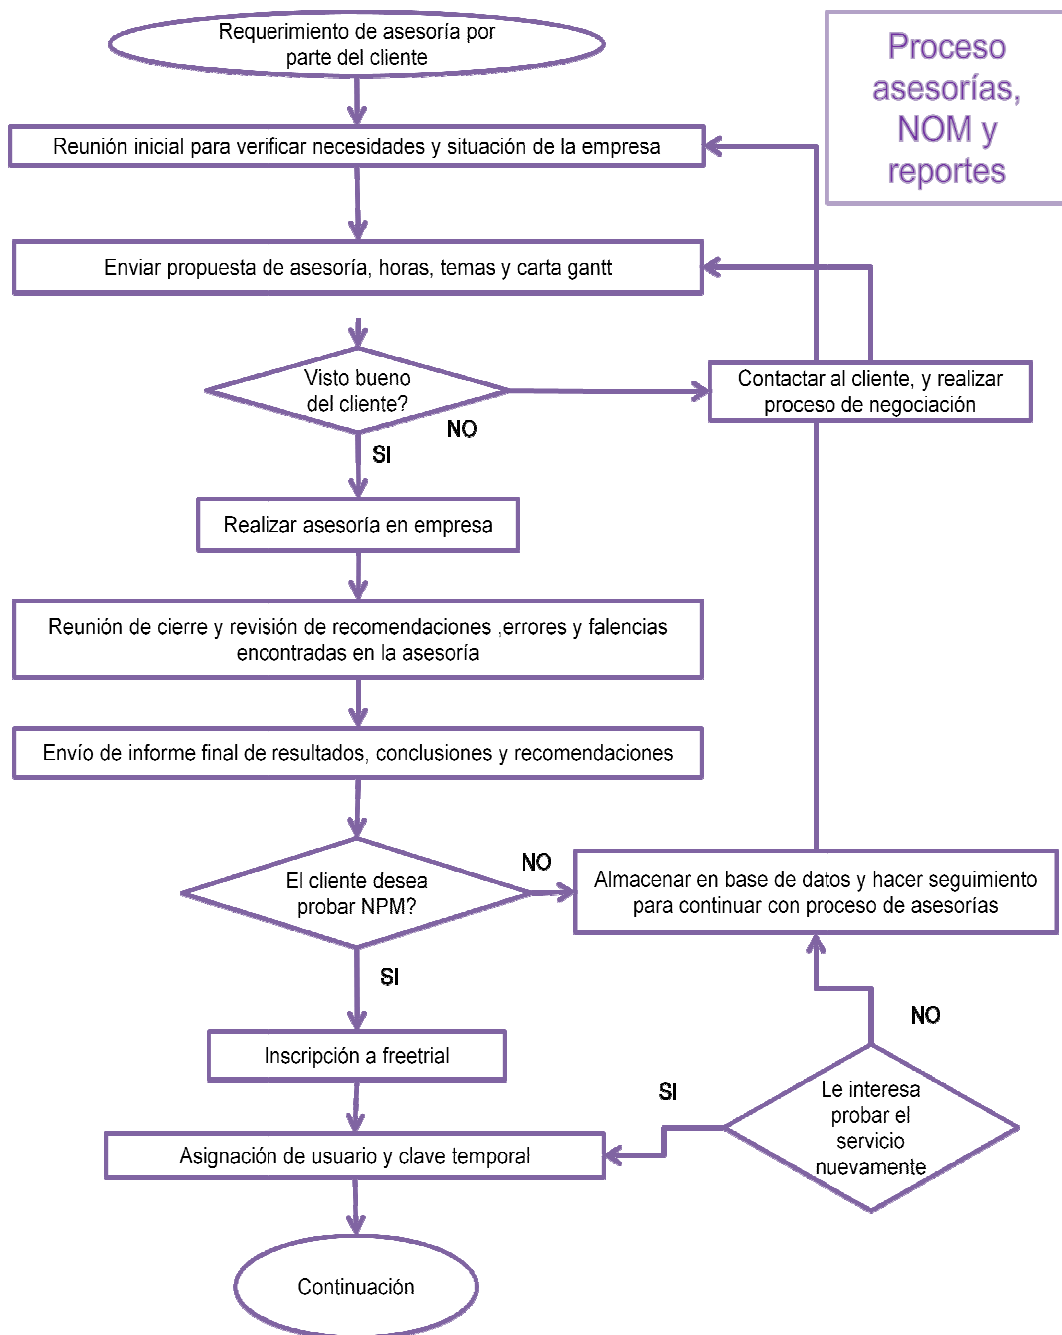 Requerimiento de asesoría por
parte del cliente
Proceso
asesorías,
NOM y
reportes
Reunión inicial para verificar necesidades y situación de la empresa
Enviar propuesta de asesoría, horas, temas y carta gantt
Visto bueno
del cliente?
NO
SI
Contactar al cliente, y realizar
proceso de negociación
Realizar asesoría en empresa
Reunión de cierre y revisión de recomendaciones ,errores y falencias
encontradas en la asesoría
Envío de informe final de resultados, conclusiones y recomendaciones
El cliente desea
probar NPM?
NO
SI
Almacenar en base de datos y hacer seguimiento
para continuar con proceso de asesorías
Inscripción a freetrial
NO
SI
Le interesa
probar el
servicio
nuevamente
Asignación de usuario y clave temporal
Continuación